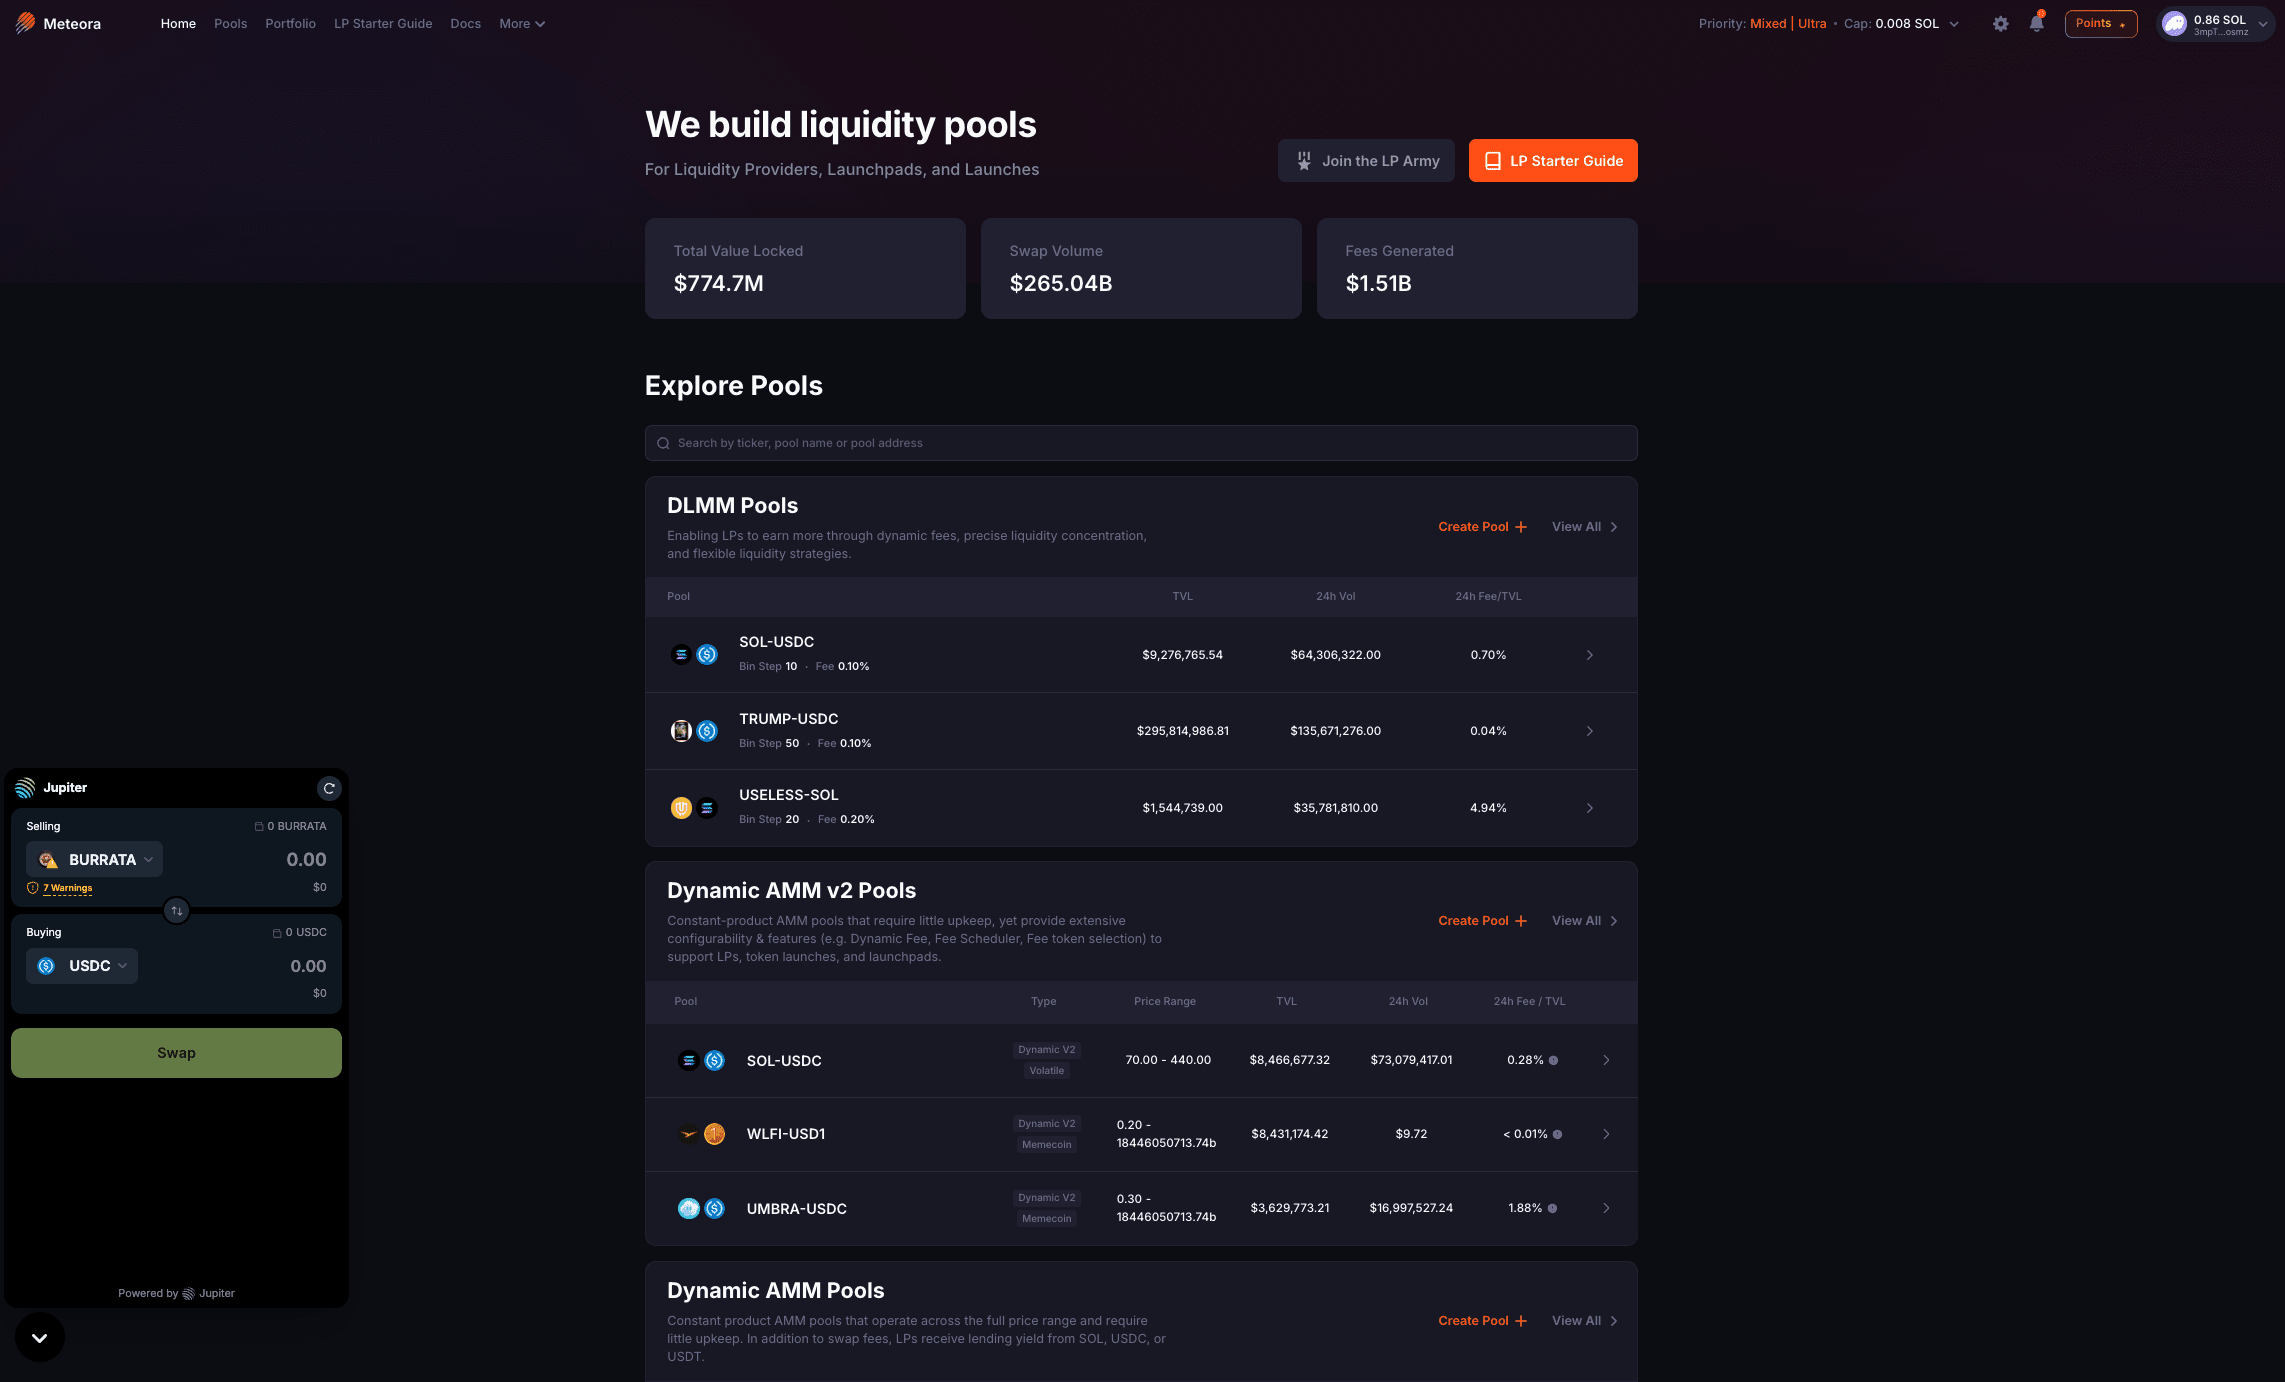 Meteora
Home Pools Portfolio LP Starter Guide Docs More
Priority: Mixed | Ultra • Cap: 0.008 SOL
Points
0.86 SOL
3mpT...osmz
We build liquidity pools
For Liquidity Providers, Launchpads, and Launches
Join the LP Army
LP Starter Guide
Total Value Locked
$774.7M
Swap Volume
$265.04B
Fees Generated
$1.51B
Explore Pools
Search by ticker, pool name or pool address
DLMM Pools
Enabling LPs to earn more through dynamic fees, precise liquidity concentration,
and flexible liquidity strategies.
Create Pool + View All
Pool TVL 24h Vol 24h Fee/TVL
SOL-USDC
Bin Step 10 · Fee 0.10%
$9,276,765.54 $64,306,322.00 0.70%
TRUMP-USDC
Bin Step 50 · Fee 0.10%
$295,814,986.81 $135,671,276.00 0.04%
USELESS-SOL
Bin Step 20 · Fee 0.20%
$1,544,739.00 $35,781,810.00 4.94%
Dynamic AMM v2 Pools
Constant-product AMM pools that require little upkeep, yet provide extensive
configurability & features (e.g. Dynamic Fee, Fee Scheduler, Fee token selection) to
support LPs, token launches, and launchpads.
Create Pool + View All
Pool Type Price Range TVL 24h Vol 24h Fee / TVL
SOL-USDC
Dynamic V2
Volatile
70.00 - 440.00 $8,466,677.32 $73,079,417.01 0.28%
WLFI-USD1
Dynamic V2
Memecoin
0.20 -
18446050713.74b
$8,431,174.42 $9.72 < 0.01%
UMBRA-USDC
Dynamic V2
Memecoin
0.30 -
18446050713.74b
$3,629,773.21 $16,997,527.24 1.88%
Dynamic AMM Pools
Constant product AMM pools that operate across the full price range and require
little upkeep. In addition to swap fees, LPs receive lending yield from SOL, USDC, or
USDT.
Create Pool + View All
Jupiter
Selling 0 BURRATA
BURRATA 0.00
7 Warnings $0
Buying 0 USDC
USDC 0.00
$0
Swap
Powered by Jupiter